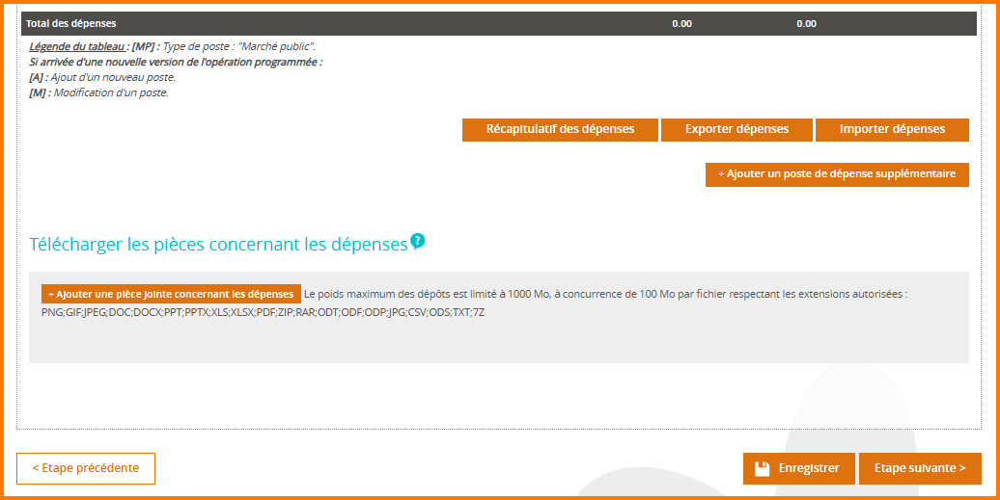 Total des dépenses 0.00 0.00
Légende du tableau : [MP] : Type de poste : "Marché public".
Si arrivée d'une nouvelle version de l'opération programmée :
[A] : Ajout d'un nouveau poste.
[M] : Modification d'un poste.
Récapitulatif des dépenses Exporter dépenses Importer dépenses
+ Ajouter un poste de dépense supplémentaire
Télécharger les pièces concernant les dépenses ?
+ Ajouter une pièce jointe concernant les dépenses Le poids maximum des dépôts est limité à 1000 Mo, à concurrence de 100 Mo par fichier respectant les extensions autorisées :
PNG;GIF;JPEG;DOC;DOCX;PPT;PPTX;XLS;XLSX;PDF;ZIP;RAR;ODT;ODF;ODP;JPG;CSV;ODS;TXT;7Z
< Etape précédente Enregistrer Etape suivante >